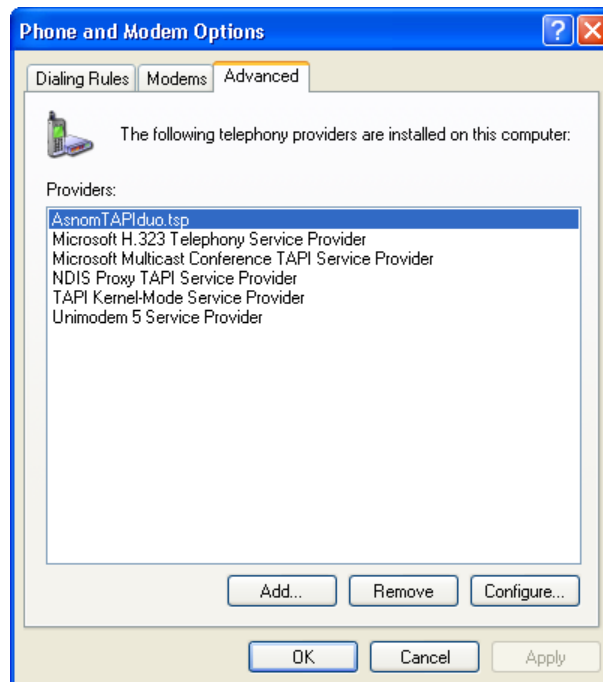 Phone and Modem Options
Dialing Rules
Modems
Advanced
The following telephony providers are installed on this computer:
Providers:
AsnomTAPIduo.tsp
Microsoft H.323 Telephony Service Provider
Microsoft Multicast Conference TAPI Service Provider
NDIS Proxy TAPI Service Provider
TAPI Kernel-Mode Service Provider
Unimodem 5 Service Provider
Add...
Remove
Configure...
OK
Cancel
Apply